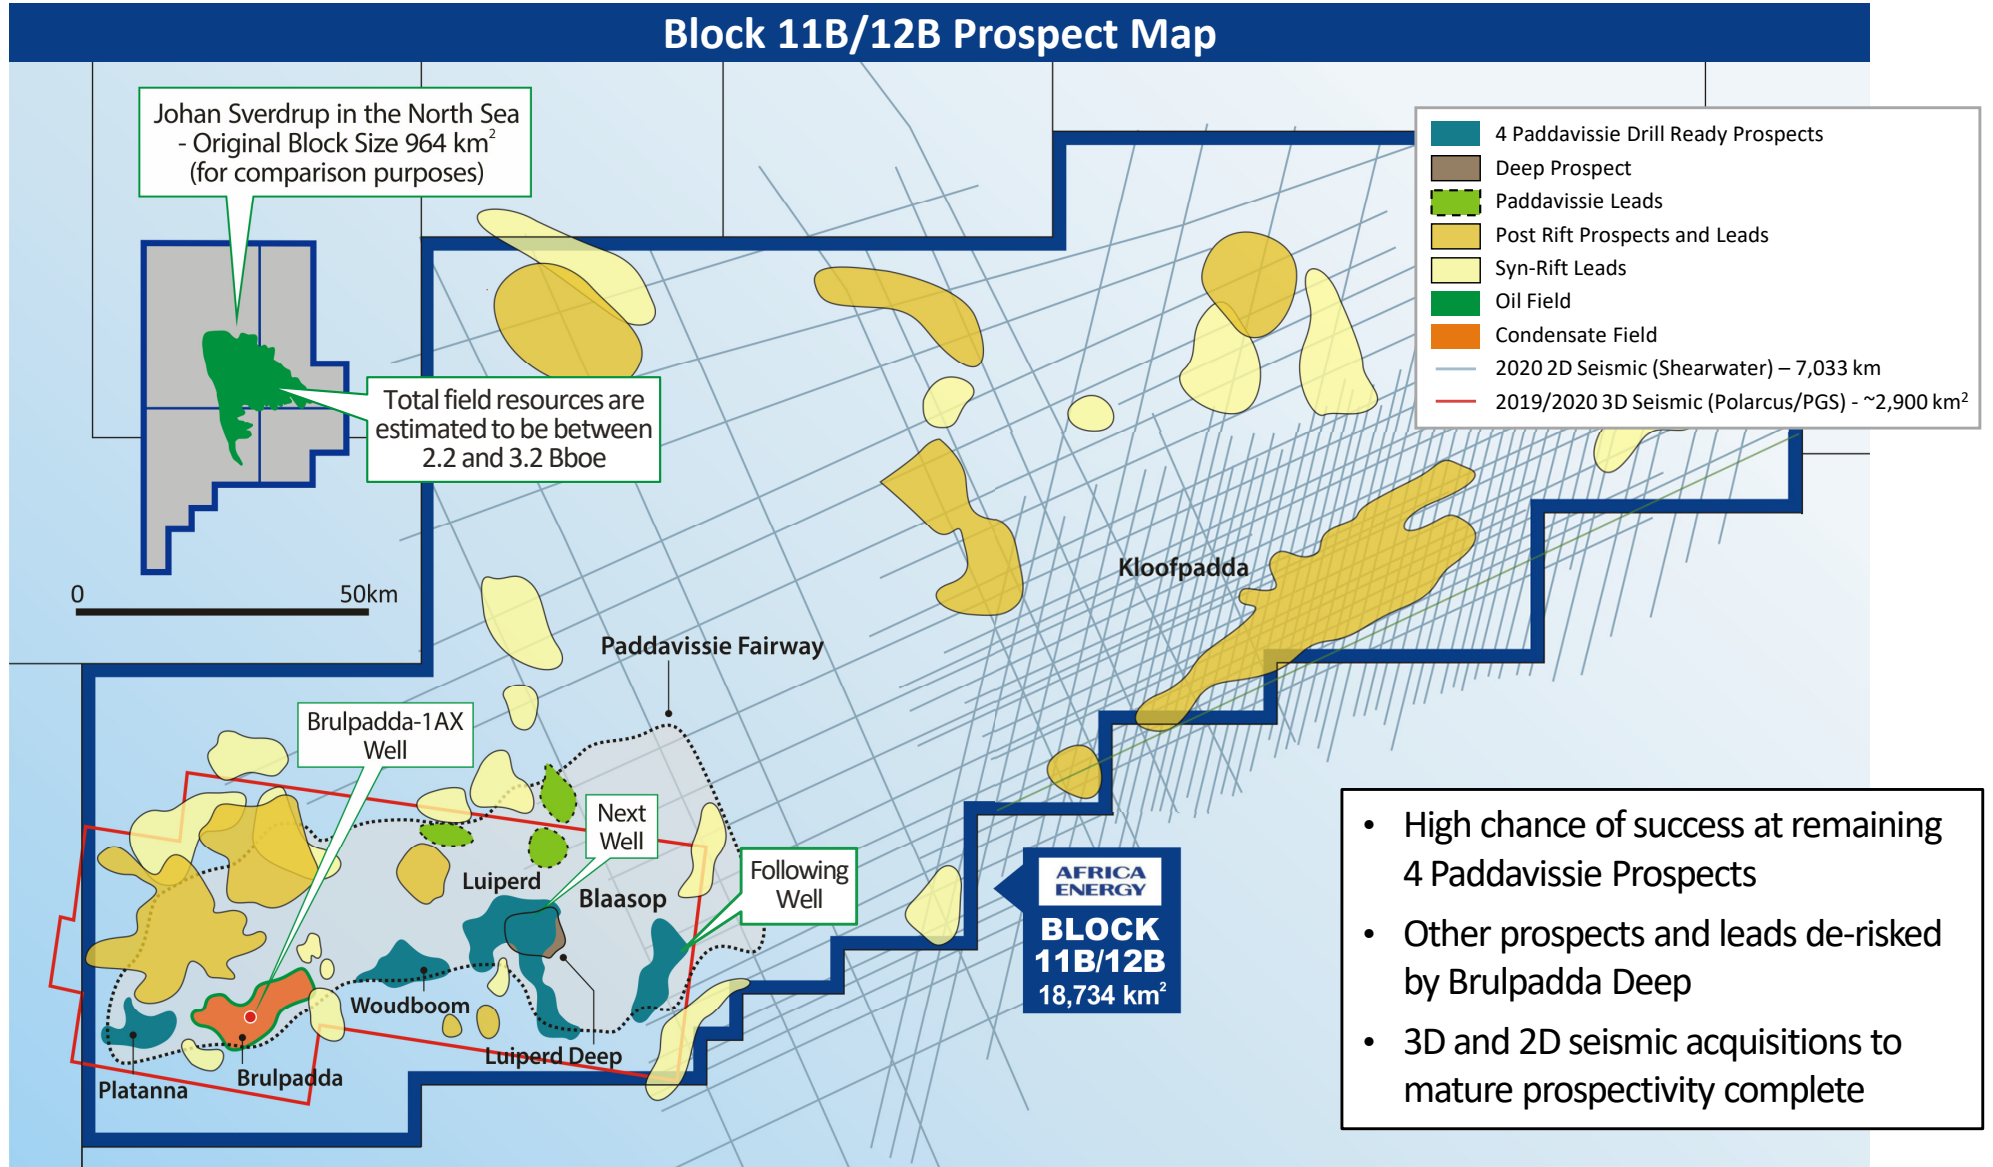 Block 11B/12B Prospect Map
Johan Sverdrup in the North Sea
- Original Block Size 964 km²
(for comparison purposes)
Total field resources are
estimated to be between
2.2 and 3.2 Bboe
0 50km
4 Paddavissie Drill Ready Prospects
Deep Prospect
Paddavissie Leads
Post Rift Prospects and Leads
Syn-Rift Leads
Oil Field
Condensate Field
2020 2D Seismic (Shearwater) – 7,033 km
2019/2020 3D Seismic (Polarcus/PGS) - ~2,900 km²
Kloofpadda
Paddavissie Fairway
Brulpadda-1AX
Well
Next
Well
Luiperd
Blaasop
Following
Well
Woudboom
Luiperd Deep
Brulpadda
Platanna
AFRICA
ENERGY
BLOCK
11B/12B
18,734 km²
• High chance of success at remaining
4 Paddavissie Prospects
• Other prospects and leads de-risked
by Brulpadda Deep
• 3D and 2D seismic acquisitions to
mature prospectivity complete